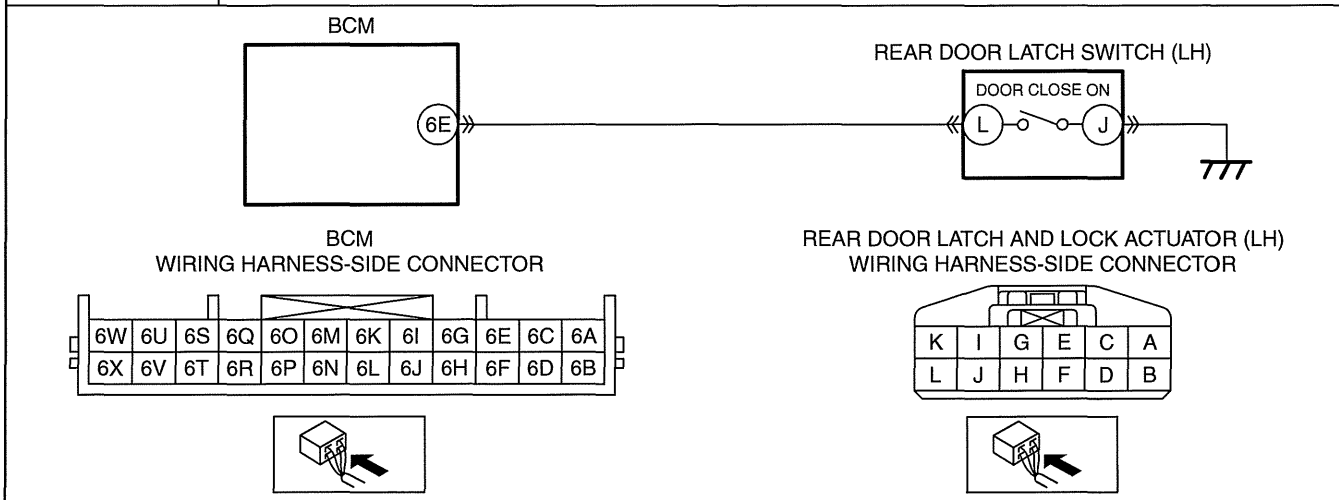 BCM
REAR DOOR LATCH SWITCH (LH)
DOOR CLOSE ON
6E
L
J
BCM
WIRING HARNESS-SIDE CONNECTOR
REAR DOOR LATCH AND LOCK ACTUATOR (LH)
WIRING HARNESS-SIDE CONNECTOR
6W 6U 6S 6Q 6O 6M 6K 6I 6G 6E 6C 6A
6X 6V 6T 6R 6P 6N 6L 6J 6H 6F 6D 6B
K I G E C A
L J H F D B